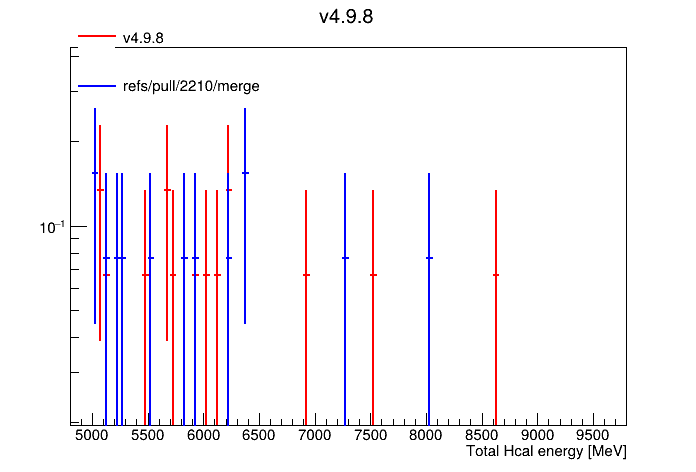 v4.9.8
v4.9.8
refs/pull/2210/merge
10⁻¹
5000 5500 6000 6500 7000 7500 8000 8500 9000 9500
Total Hcal energy [MeV]